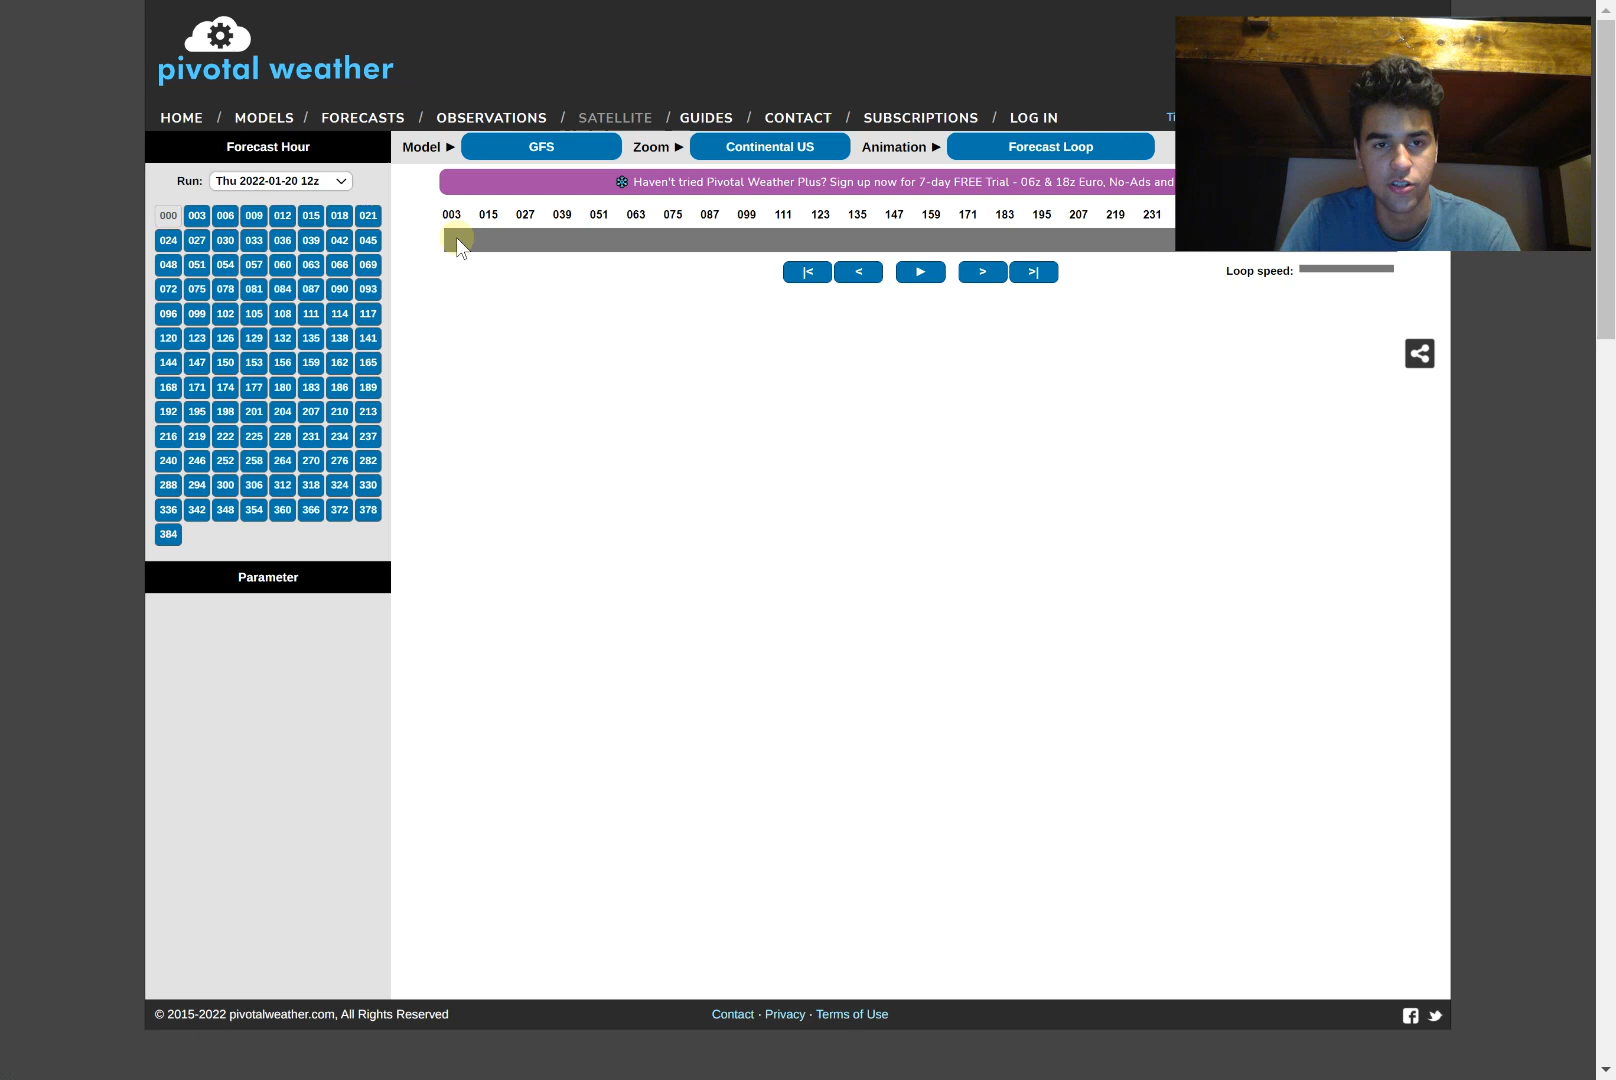 pivotal weather
HOME / MODELS / FORECASTS / OBSERVATIONS / SATELLITE / GUIDES / CONTACT / SUBSCRIPTIONS / LOG IN
Forecast Hour
Model ► GFS Zoom ► Continental US Animation ► Forecast Loop
Run: Thu 2022-01-20 12z
Haven't tried Pivotal Weather Plus? Sign up now for 7-day FREE Trial - 06z & 18z Euro, No-Ads and
003 015 027 039 051 063 075 087 099 111 123 135 147 159 171 183 195 207 219 231
|< < ► > >|
Loop speed:
000 003 006 009 012 015 018 021
024 027 030 033 036 039 042 045
048 051 054 057 060 063 066 069
072 075 078 081 084 087 090 093
096 099 102 105 108 111 114 117
120 123 126 129 132 135 138 141
144 147 150 153 156 159 162 165
168 171 174 177 180 183 186 189
192 195 198 201 204 207 210 213
216 219 222 225 228 231 234 237
240 246 252 258 264 270 276 282
288 294 300 306 312 318 324 330
336 342 348 354 360 366 372 378
384
Parameter
© 2015-2022 pivotalweather.com, All Rights Reserved
Contact · Privacy · Terms of Use